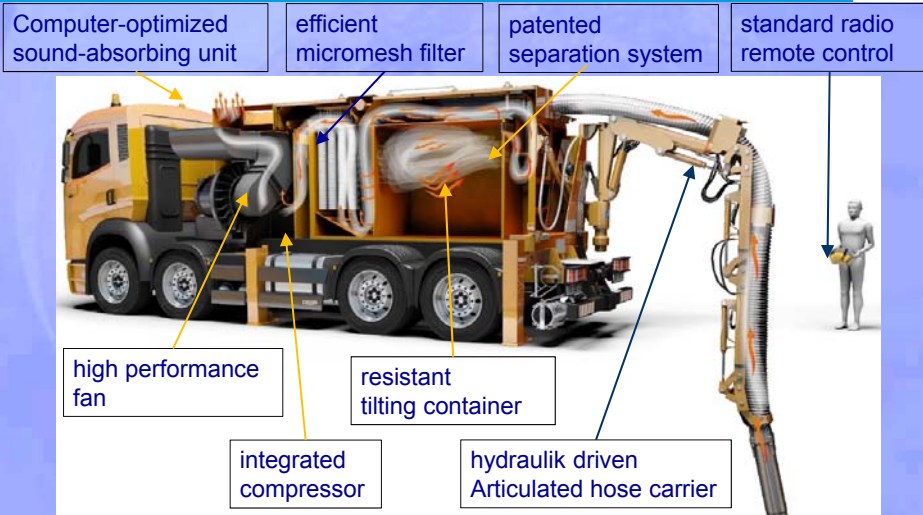 Computer-optimized
sound-absorbing unit
efficient
micromesh filter
patented
separation system
standard radio
remote control
high performance
fan
resistant
tilting container
integrated
compressor
hydraulik driven
Articulated hose carrier